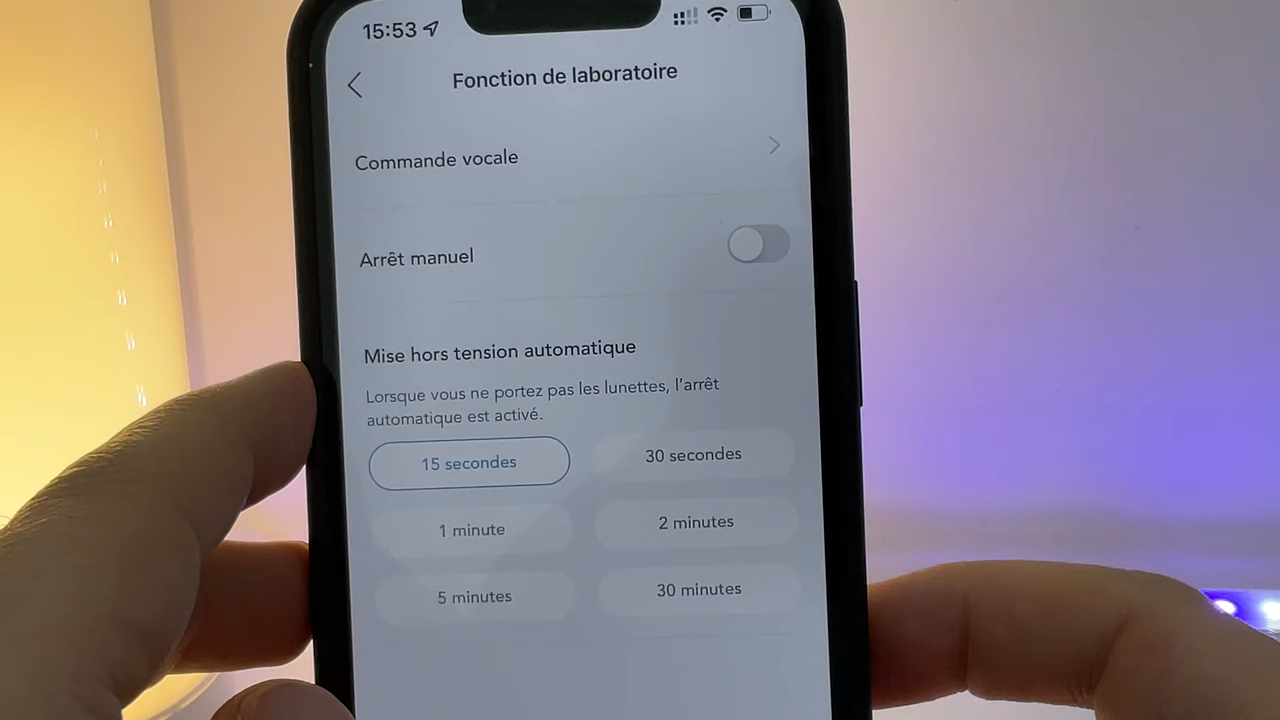 15:53
Fonction de laboratoire
Commande vocale
Arrêt manuel
Mise hors tension automatique
Lorsque vous ne portez pas les lunettes, l'arrêt
automatique est activé.
15 secondes
30 secondes
1 minute
2 minutes
5 minutes
30 minutes